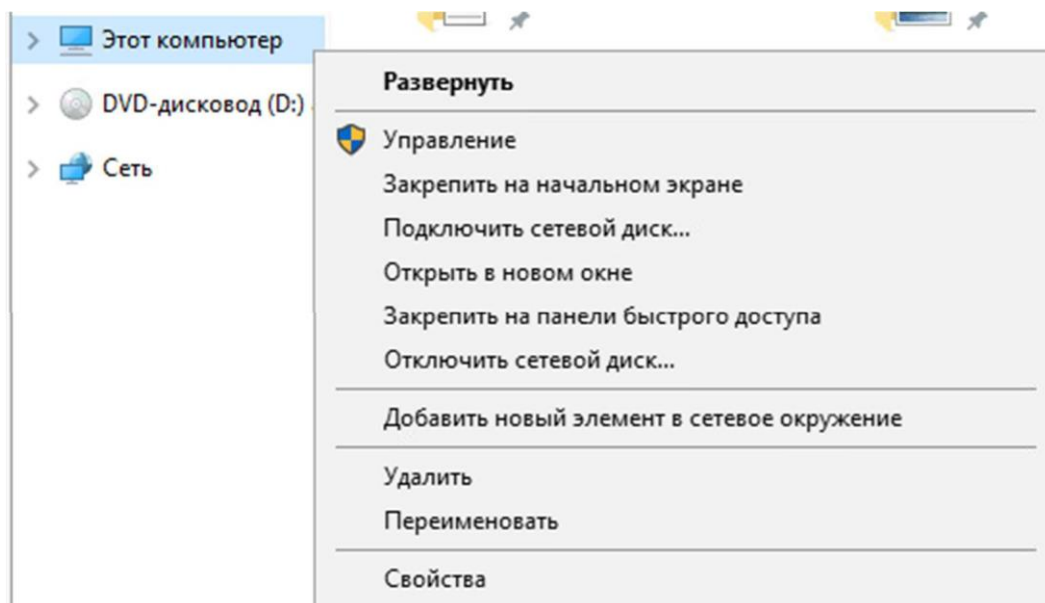 Этот компьютер
DVD-дисковод (D:)
Сеть
Развернуть
Управление
Закрепить на начальном экране
Подключить сетевой диск...
Открыть в новом окне
Закрепить на панели быстрого доступа
Отключить сетевой диск...
Добавить новый элемент в сетевое окружение
Удалить
Переименовать
Свойства